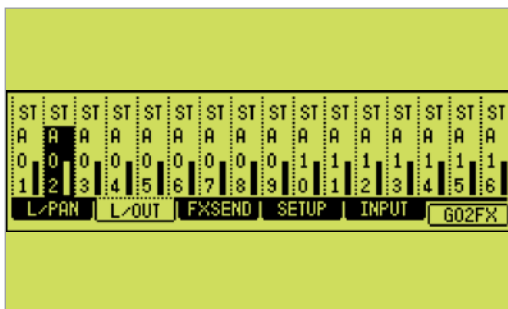 ST ST ST ST ST ST ST ST ST ST ST ST ST ST ST ST
A A A A A A A A A A A A A A A A
0 0 0 0 0 0 0 0 0 1 1 1 1 1 1 1
1 2 3 4 5 6 7 8 9 0 1 2 3 4 5 6
L/PAN L/OUT FXSEND SETUP INPUT GO2FX